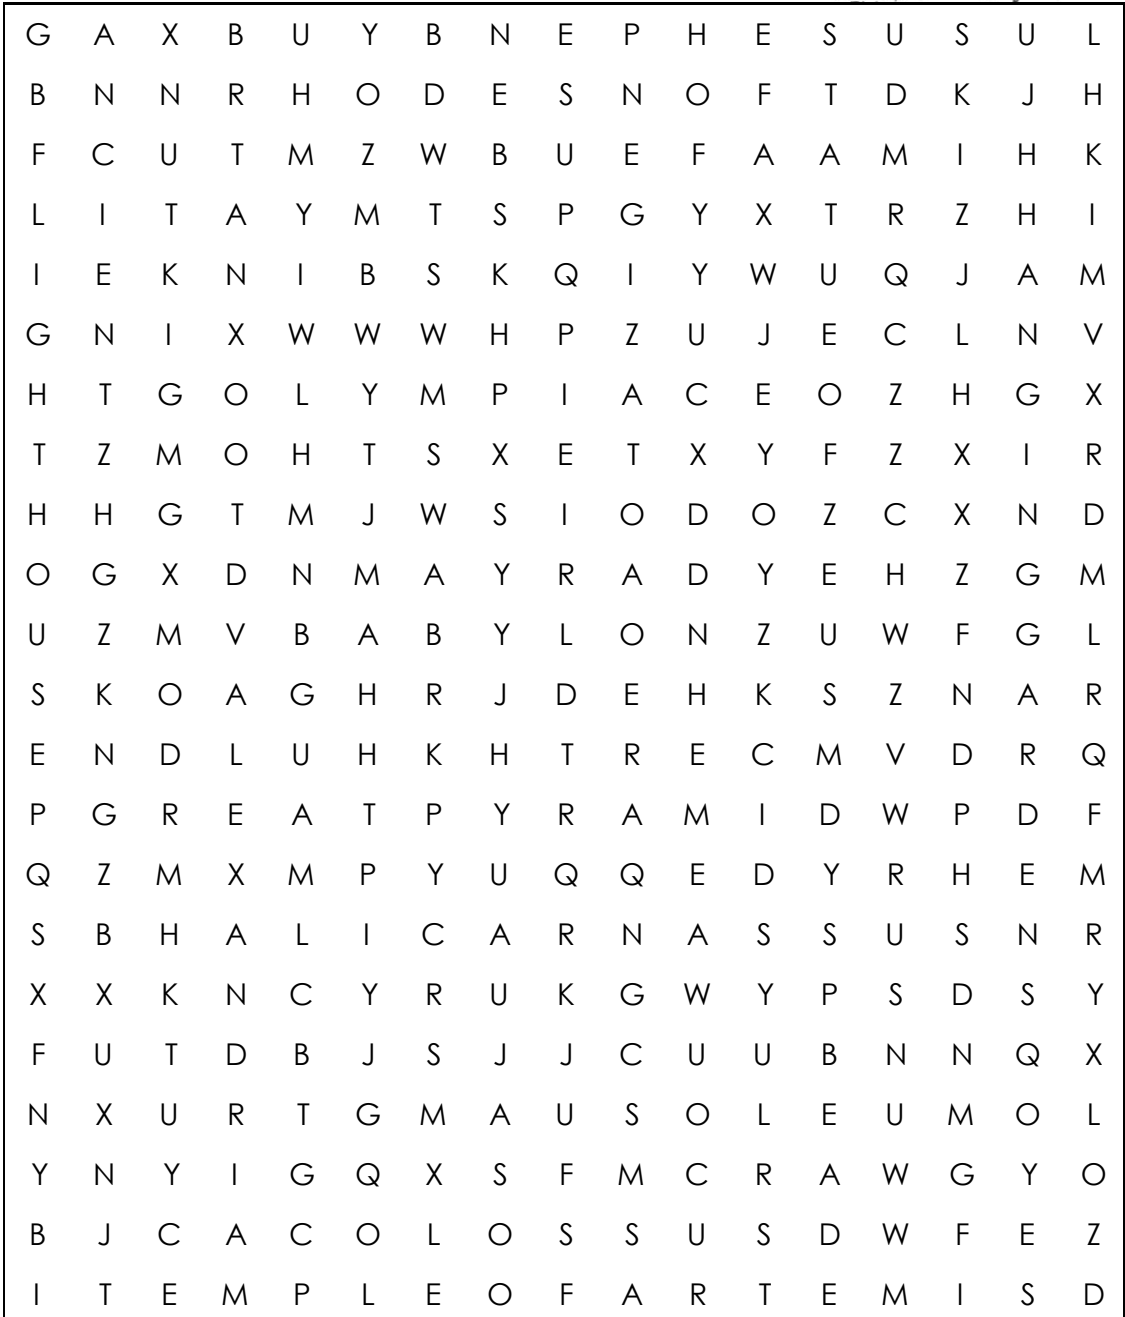 G A X B U Y B N E P H E S U S U L
B N N R H O D E S N O F T D K J H
F C U T M Z W B U E F A A M I H K
L I T A Y M T S P G Y X T R Z H I
I E K N I B S K Q I Y W U Q J A M
G N I X W W W H P Z U J E C L N V
H T G O L Y M P I A C E O Z H G X
T Z M O H T S X E T X Y F Z X I R
H H G T M J W S I O D O Z C X N D
O G X D N M A Y R A D Y E H Z G M
U Z M V B A B Y L O N Z U W F G L
S K O A G H R J D E H K S Z N A R
E N D L U H K H T R E C M V D R Q
P G R E A T P Y R A M I D W P D F
Q Z M X M P Y U Q Q E D Y R H E M
S B H A L I C A R N A S S U S N R
X X K N C Y R U K G W Y P S D S Y
F U T D B J S J J C U U B N N Q X
N X U R T G M A U S O L E U M O L
Y N Y I G Q X S F M C R A W G Y O
B J C A C O L O S S U S D W F E Z
I T E M P L E O F A R T E M I S D